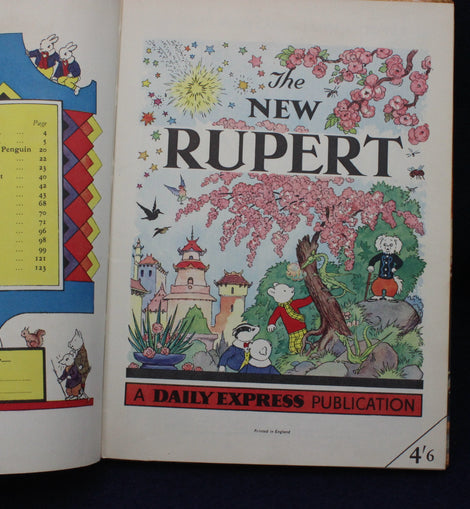 Page
... 4
... 5
Penguin 20
... 22
... 23
... 40
... 42
... 43
... 68
... 70
... 71
... 96
... 98
... 99
... 121
... 123
The
NEW
RUPERT
A DAILY EXPRESS PUBLICATION
Printed in England
4'6